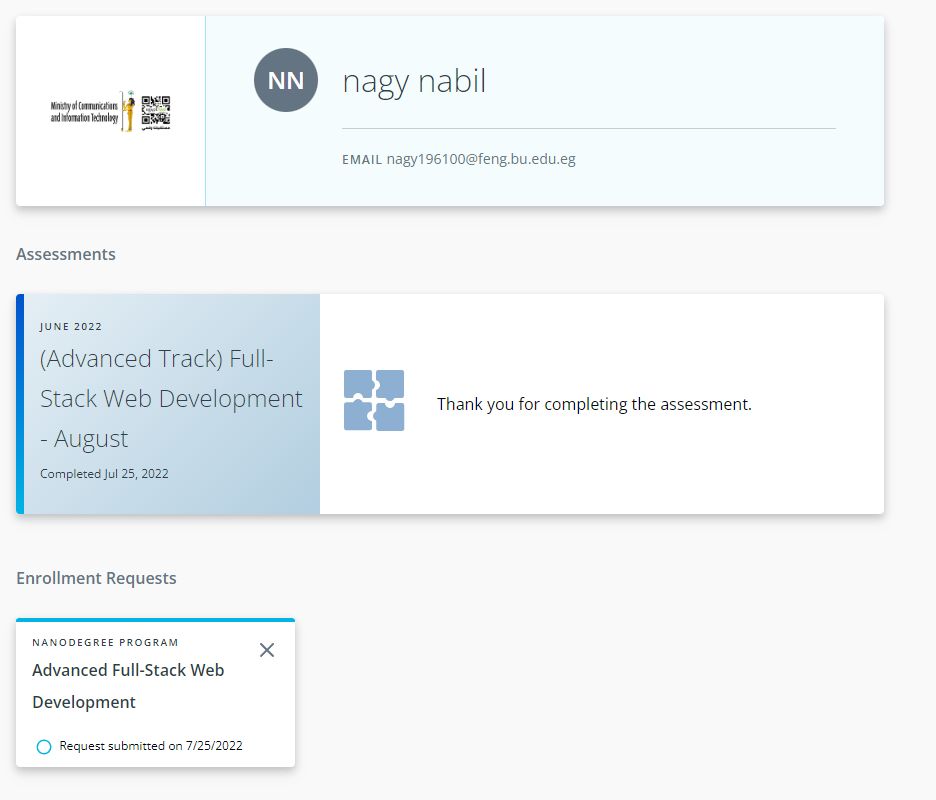 Ministry of Communications
and Information Technology
NN
nagy nabil
EMAIL nagy196100@feng.bu.edu.eg
Assessments
JUNE 2022
(Advanced Track) Full-
Stack Web Development
- August
Completed Jul 25, 2022
Thank you for completing the assessment.
Enrollment Requests
NANODEGREE PROGRAM
Advanced Full-Stack Web
Development
Request submitted on 7/25/2022